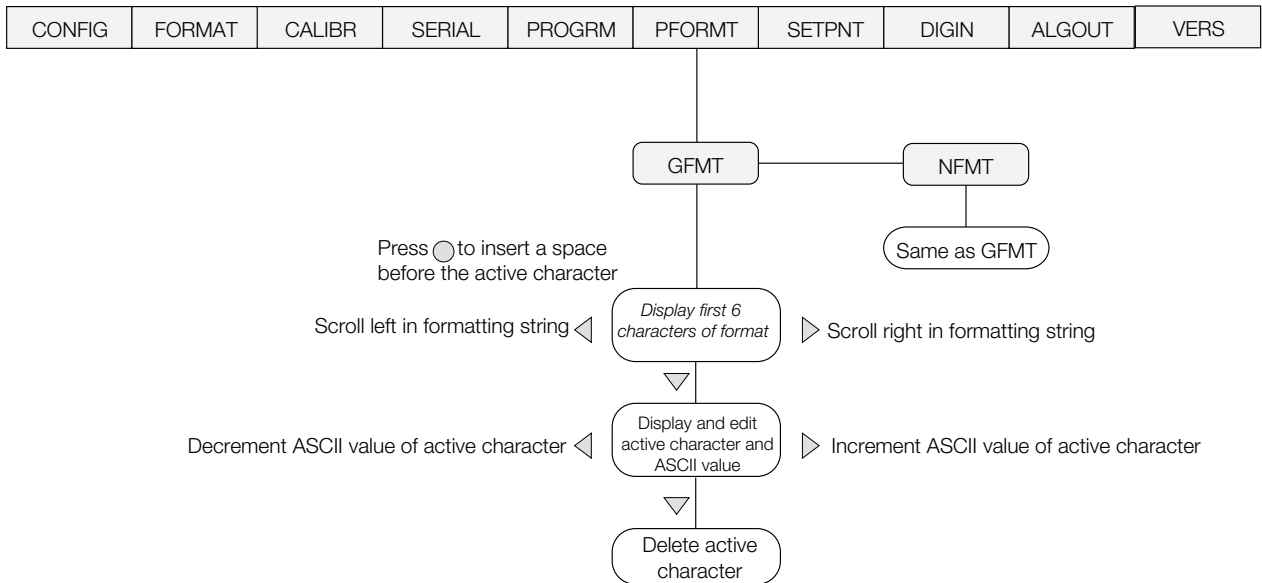 CONFIG FORMAT CALIBR SERIAL PROGRM PFORMT SETPNT DIGIN ALGOUT VERS
GFMT
NFMT
Same as GFMT
Press to insert a space
before the active character
Display first 6
characters of format
Scroll left in formatting string
Scroll right in formatting string
Display and edit
active character and
ASCII value
Decrement ASCII value of active character
Increment ASCII value of active character
Delete active
character